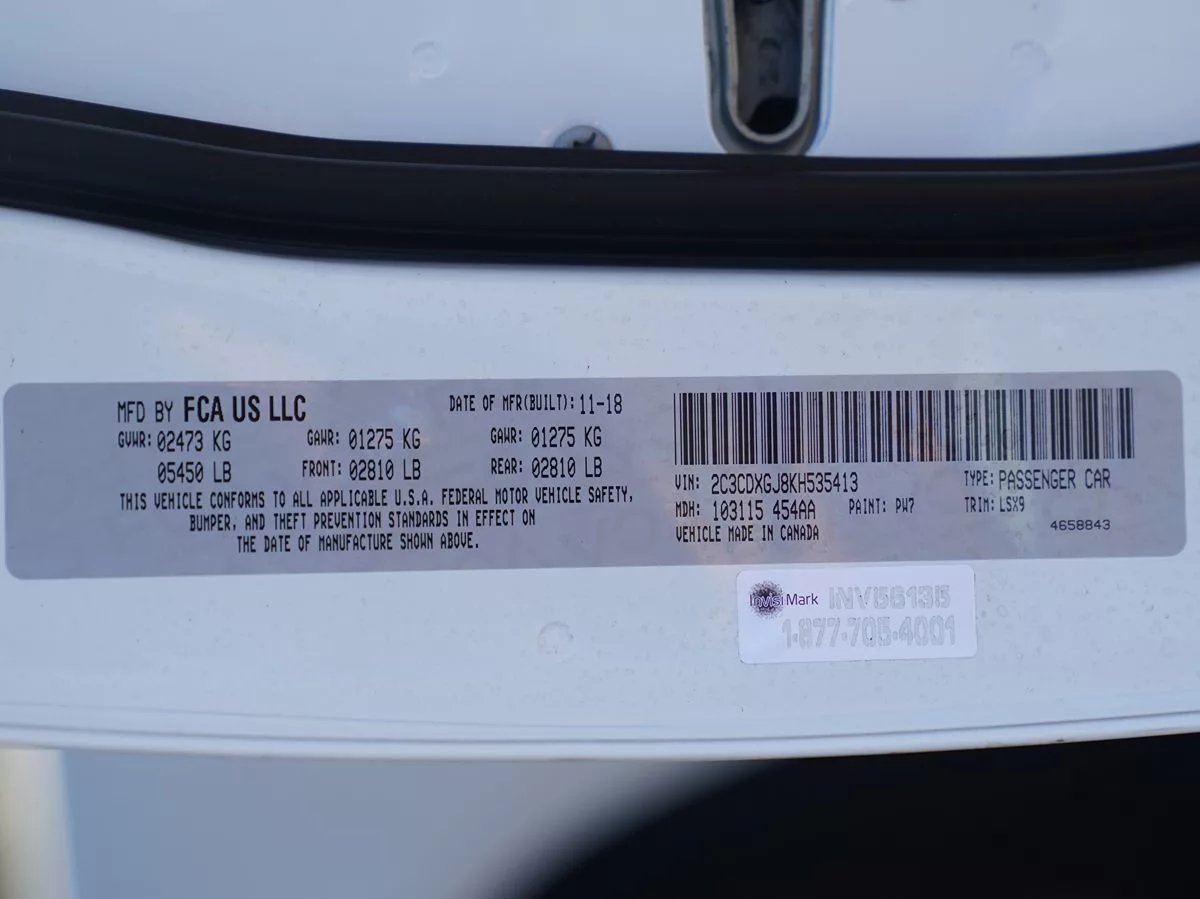 MFD BY FCA US LLC
DATE OF MFR(BUILT): 11-18
GVWR: 02473 KG GAWR: 01275 KG GAWR: 01275 KG
05450 LB FRONT: 02810 LB REAR: 02810 LB
THIS VEHICLE CONFORMS TO ALL APPLICABLE U.S.A. FEDERAL MOTOR VEHICLE SAFETY,
BUMPER, AND THEFT PREVENTION STANDARDS IN EFFECT ON
THE DATE OF MANUFACTURE SHOWN ABOVE.
VIN: 2C3CDXGJ8KH535413 TYPE: PASSENGER CAR
MDH: 103115 454AA PAINT: PW7 TRIM: LSX9
VEHICLE MADE IN CANADA 4658843
InvisiMark INV56135
1-877-705-4001